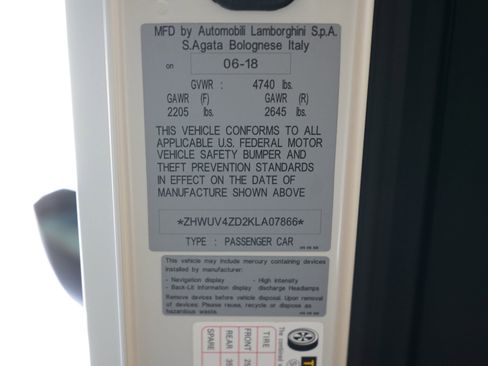 MFD by Automobili Lamborghini S.p.A.
S.Agata Bolognese Italy
on 06-18
GVWR : 4740 lbs.
GAWR (F) GAWR (R)
2205 lbs. 2645 lbs.
THIS VEHICLE CONFORMS TO ALL
APPLICABLE U.S. FEDERAL MOTOR
VEHICLE SAFETY BUMPER AND
THEFT PREVENTION STANDARDS
IN EFFECT ON THE DATE OF
MANUFACTURE SHOWN ABOVE
*ZHWUV4ZD2KLA07866*
TYPE : PASSENGER CAR
This vehicle may include mercury containing devices
installed by manufacturer:
- Navigation display - High intensity
- Back-Lit information display discharge Headlamps
Remove devices before vehicle disposal. Upon removal
of devices: Please reuse, recycle or dispose as
hazardous waste.
TIRE
FRONT
REAR
SPARE